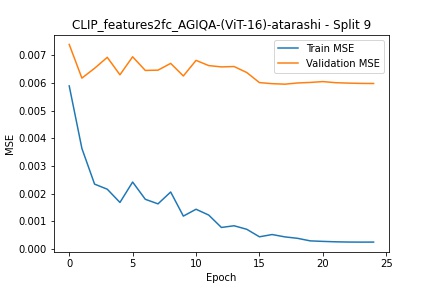 CLIP_features2fc_AGIQA-(ViT-16)-atarashi - Split 9
Train MSE
Validation MSE
MSE
0.007
0.006
0.005
0.004
0.003
0.002
0.001
0.000
0 5 10 15 20 25
Epoch